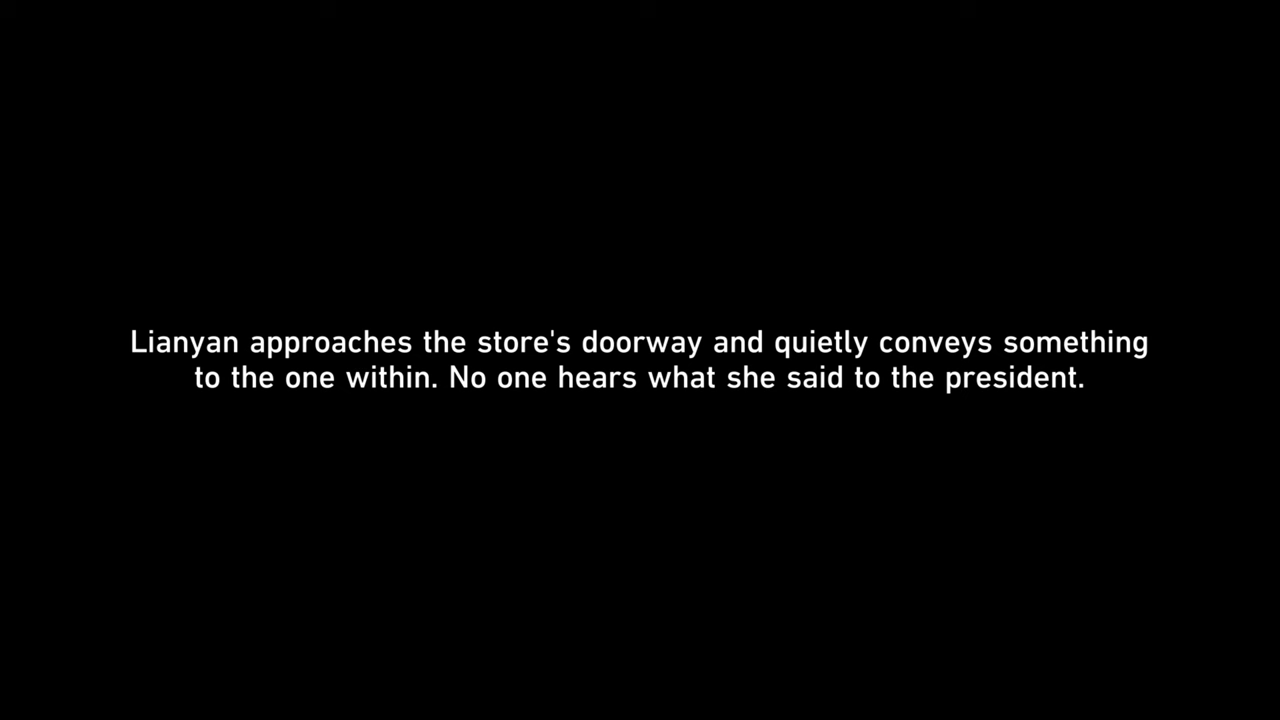 Lianyan approaches the store's doorway and quietly conveys something
to the one within. No one hears what she said to the president.